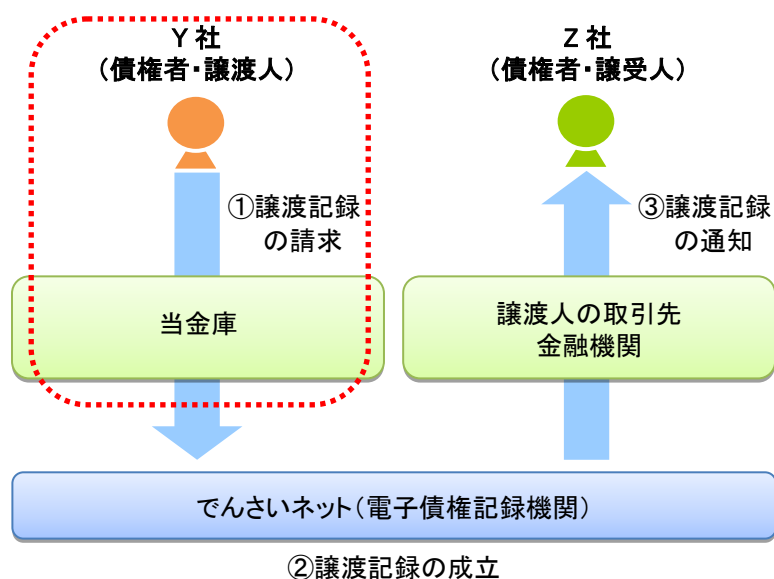 Y 社
（債権者・譲渡人）
Z 社
（債権者・譲受人）
①譲渡記録
の請求
③譲渡記録
の通知
当金庫
譲渡人の取引先
金融機関
でんさいネット（電子債権記録機関）
②譲渡記録の成立